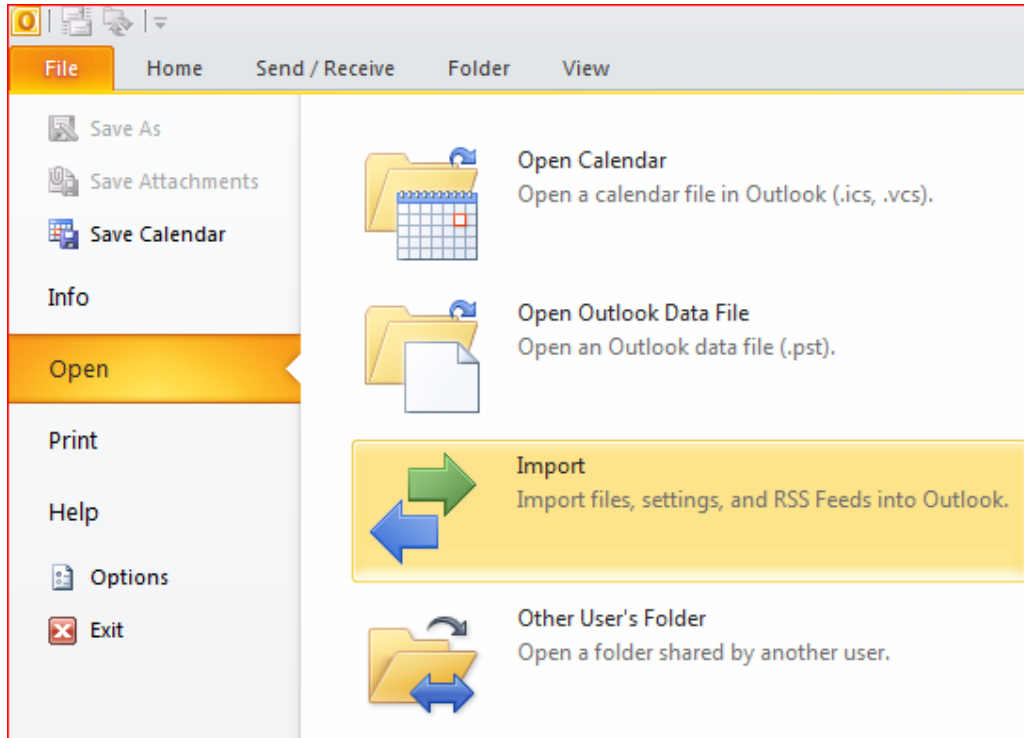 File Home Send / Receive Folder View
Save As
Save Attachments
Save Calendar
Info
Open
Print
Help
Options
Exit
Open Calendar
Open a calendar file in Outlook (.ics, .vcs).
Open Outlook Data File
Open an Outlook data file (.pst).
Import
Import files, settings, and RSS Feeds into Outlook.
Other User's Folder
Open a folder shared by another user.